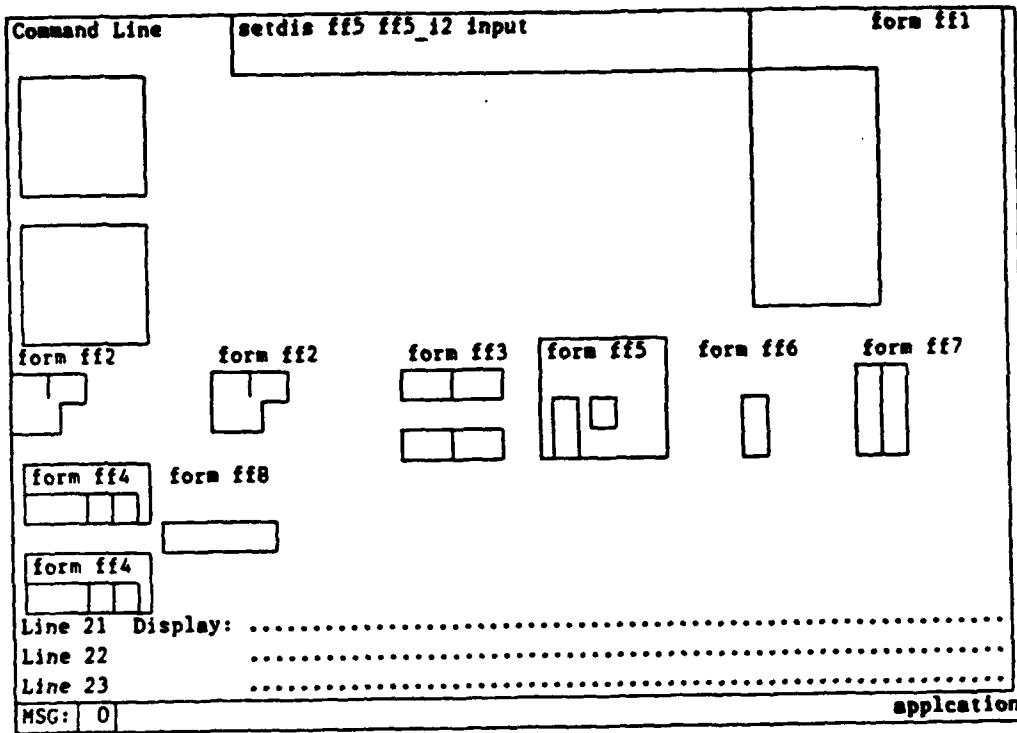 Command Line setdis ff5 ff5_i2 input form ff1
form ff2 form ff2 form ff3 form ff5 form ff6 form ff7
form ff4 form ff8
form ff4
Line 21 Display: ............................................................
Line 22 ............................................................
Line 23 ............................................................
MSG: 0 applcation